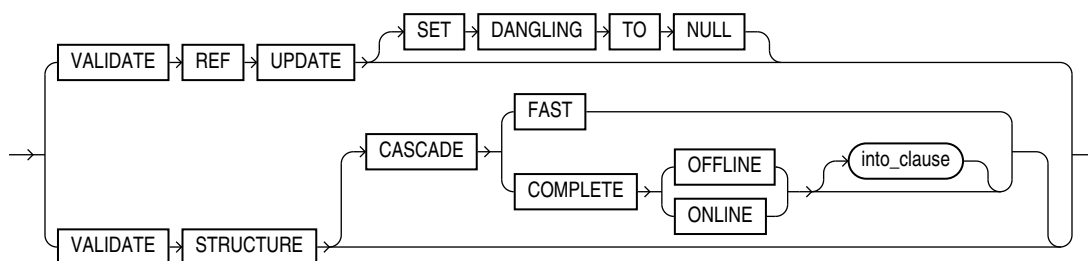 SET DANGLING TO NULL
VALIDATE REF UPDATE
FAST
CASCADE
OFFLINE into_clause
COMPLETE
ONLINE
VALIDATE STRUCTURE